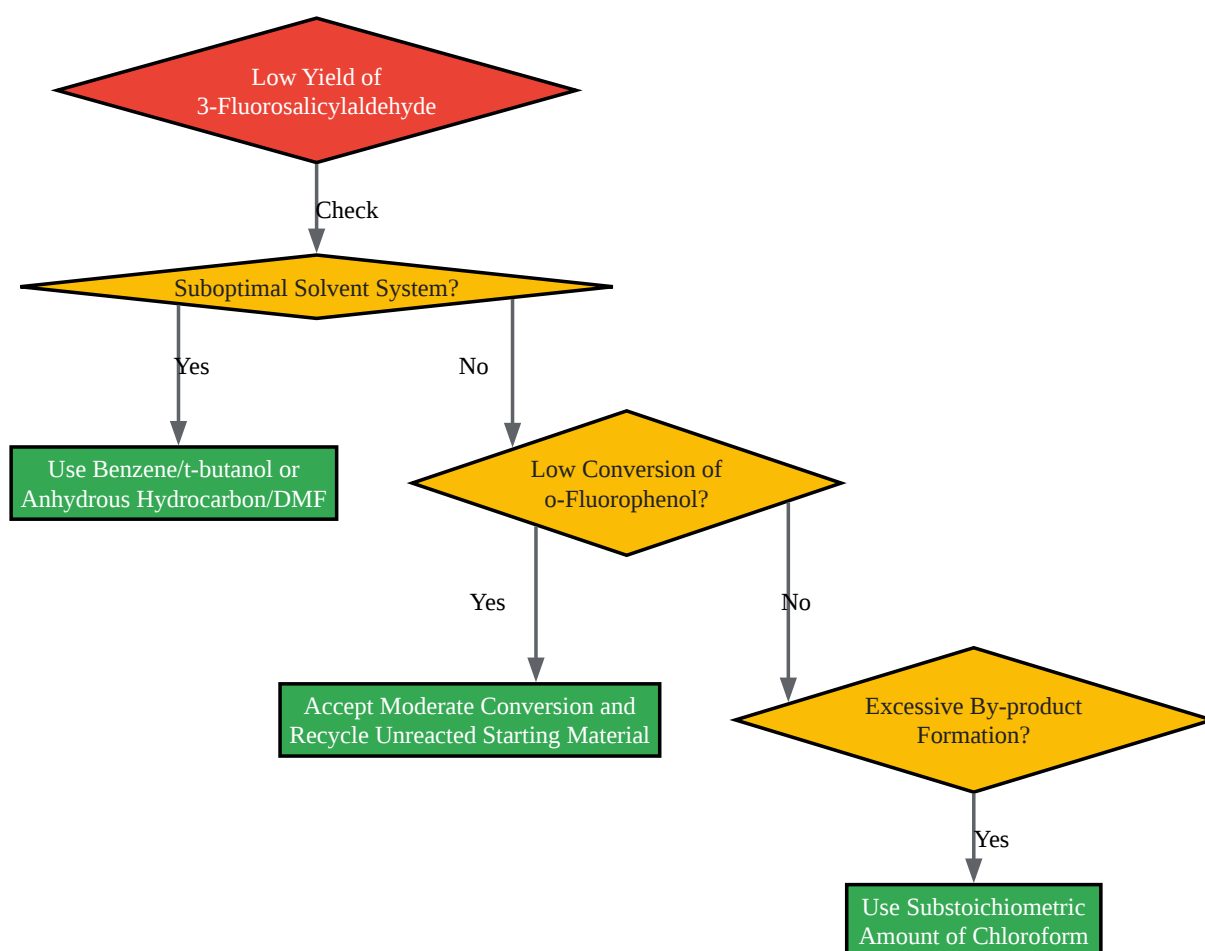 Low Yield of
3-Fluorosalicylaldehyde
Check
Suboptimal Solvent System?
Yes
No
Use Benzene/t-butanol or
Anhydrous Hydrocarbon/DMF
Low Conversion of
o-Fluorophenol?
Yes
No
Accept Moderate Conversion and
Recycle Unreacted Starting Material
Excessive By-product
Formation?
Yes
Use Substoichiometric
Amount of Chloroform